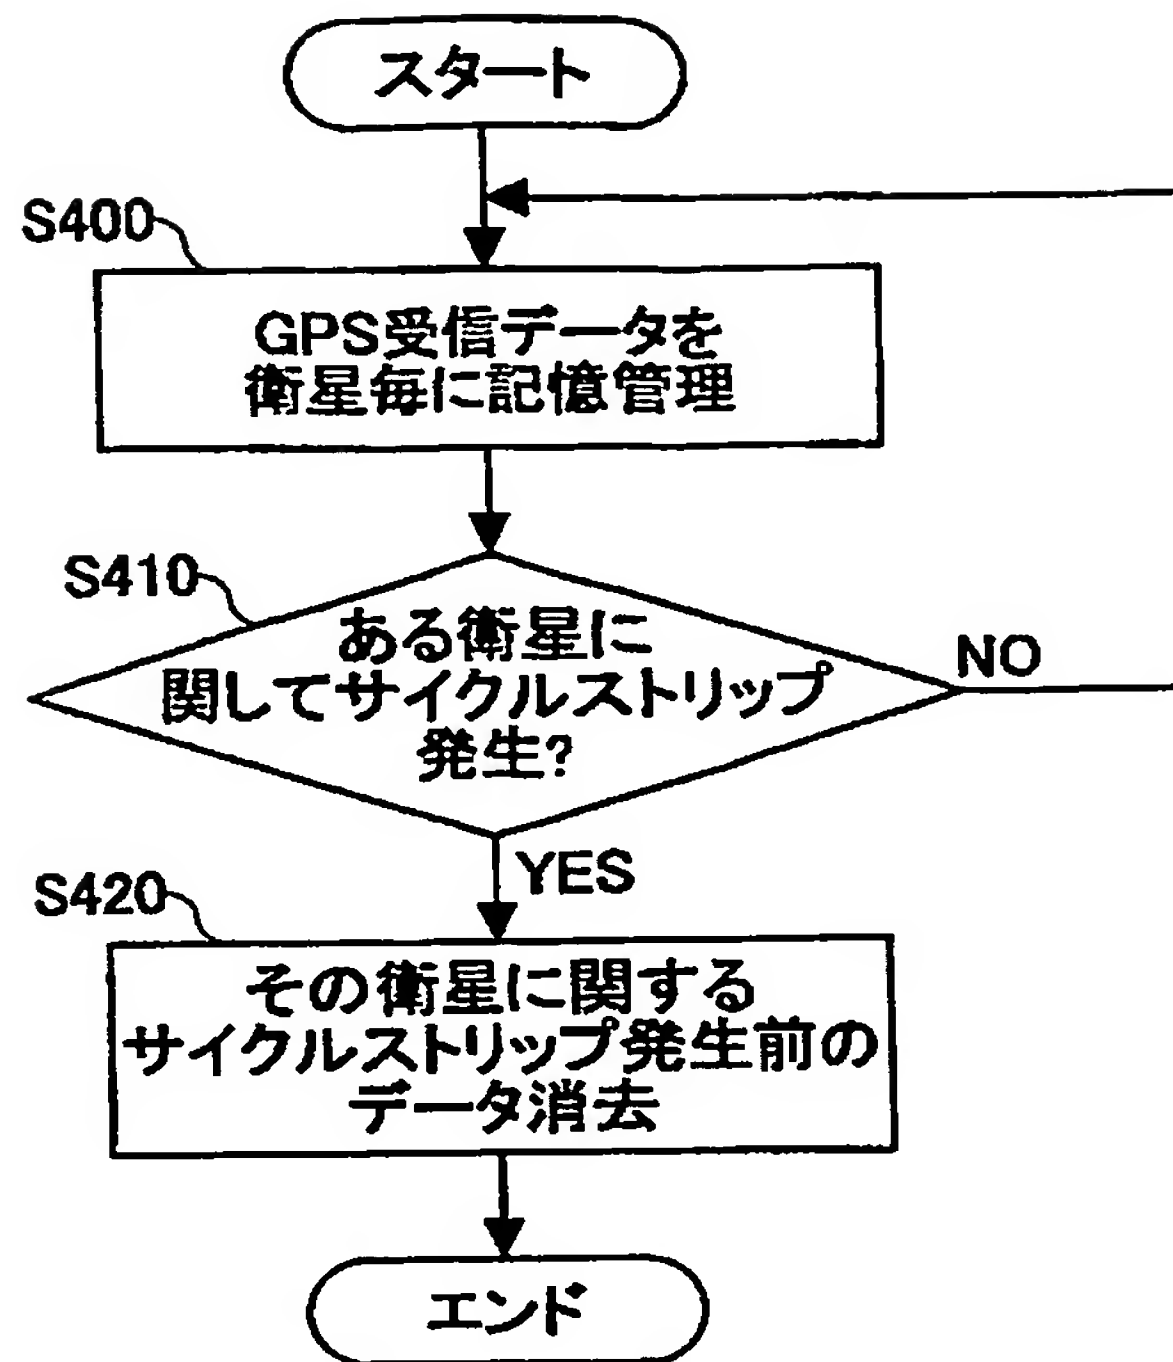 スタート
S400
GPS受信データを
衛星毎に記憶管理
S410
ある衛星に
関してサイクルストリップ
発生?
NO
YES
S420
その衛星に関する
サイクルストリップ発生前の
データ消去
エンド